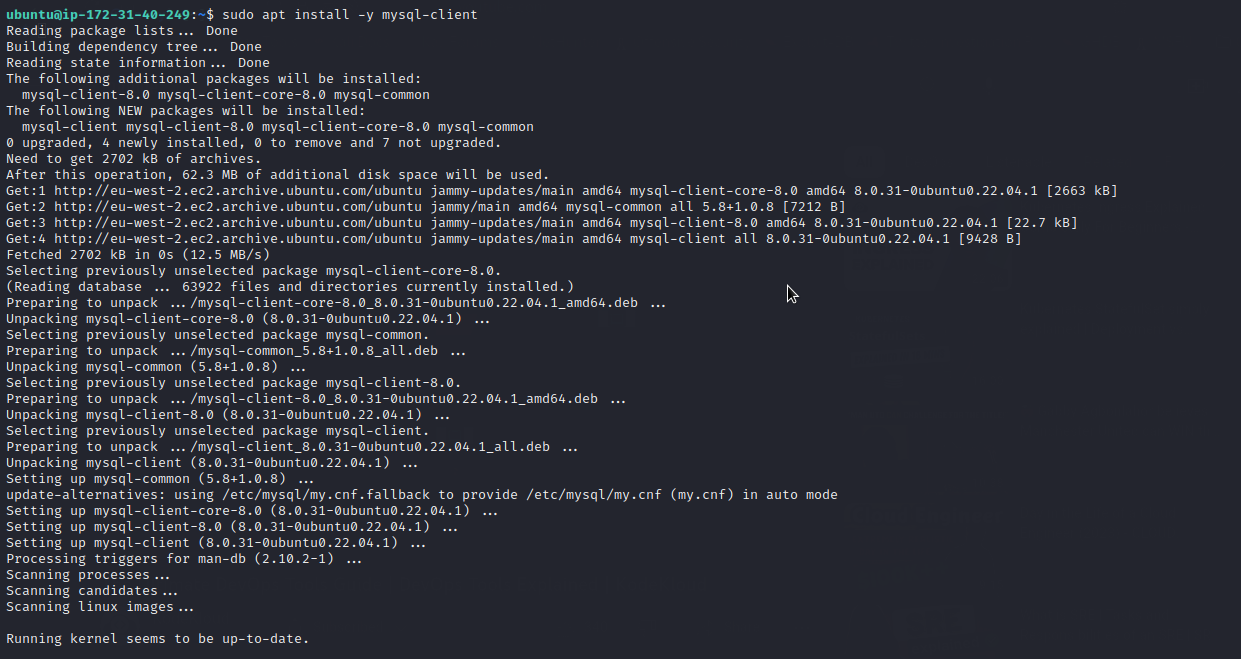 ubuntu@ip-172-31-40-249:~$ sudo apt install -y mysql-client
Reading package lists... Done
Building dependency tree... Done
Reading state information... Done
The following additional packages will be installed:
  mysql-client-8.0 mysql-client-core-8.0 mysql-common
The following NEW packages will be installed:
  mysql-client mysql-client-8.0 mysql-client-core-8.0 mysql-common
0 upgraded, 4 newly installed, 0 to remove and 7 not upgraded.
Need to get 2702 kB of archives.
After this operation, 62.3 MB of additional disk space will be used.
Get:1 http://eu-west-2.ec2.archive.ubuntu.com/ubuntu jammy-updates/main amd64 mysql-client-core-8.0 amd64 8.0.31-0ubuntu0.22.04.1 [2663 kB]
Get:2 http://eu-west-2.ec2.archive.ubuntu.com/ubuntu jammy/main amd64 mysql-common all 5.8+1.0.8 [7212 B]
Get:3 http://eu-west-2.ec2.archive.ubuntu.com/ubuntu jammy-updates/main amd64 mysql-client-8.0 amd64 8.0.31-0ubuntu0.22.04.1 [22.7 kB]
Get:4 http://eu-west-2.ec2.archive.ubuntu.com/ubuntu jammy-updates/main amd64 mysql-client all 8.0.31-0ubuntu0.22.04.1 [9428 B]
Fetched 2702 kB in 0s (12.5 MB/s)
Selecting previously unselected package mysql-client-core-8.0.
(Reading database ... 63922 files and directories currently installed.)
Preparing to unpack .../mysql-client-core-8.0_8.0.31-0ubuntu0.22.04.1_amd64.deb ...
Unpacking mysql-client-core-8.0 (8.0.31-0ubuntu0.22.04.1) ...
Selecting previously unselected package mysql-common.
Preparing to unpack .../mysql-common_5.8+1.0.8_all.deb ...
Unpacking mysql-common (5.8+1.0.8) ...
Selecting previously unselected package mysql-client-8.0.
Preparing to unpack .../mysql-client-8.0_8.0.31-0ubuntu0.22.04.1_amd64.deb ...
Unpacking mysql-client-8.0 (8.0.31-0ubuntu0.22.04.1) ...
Selecting previously unselected package mysql-client.
Preparing to unpack .../mysql-client_8.0.31-0ubuntu0.22.04.1_all.deb ...
Unpacking mysql-client (8.0.31-0ubuntu0.22.04.1) ...
Setting up mysql-common (5.8+1.0.8) ...
update-alternatives: using /etc/mysql/my.cnf.fallback to provide /etc/mysql/my.cnf (my.cnf) in auto mode
Setting up mysql-client-core-8.0 (8.0.31-0ubuntu0.22.04.1) ...
Setting up mysql-client-8.0 (8.0.31-0ubuntu0.22.04.1) ...
Setting up mysql-client (8.0.31-0ubuntu0.22.04.1) ...
Processing triggers for man-db (2.10.2-1) ...
Scanning processes...
Scanning candidates...
Scanning linux images...
Running kernel seems to be up-to-date.